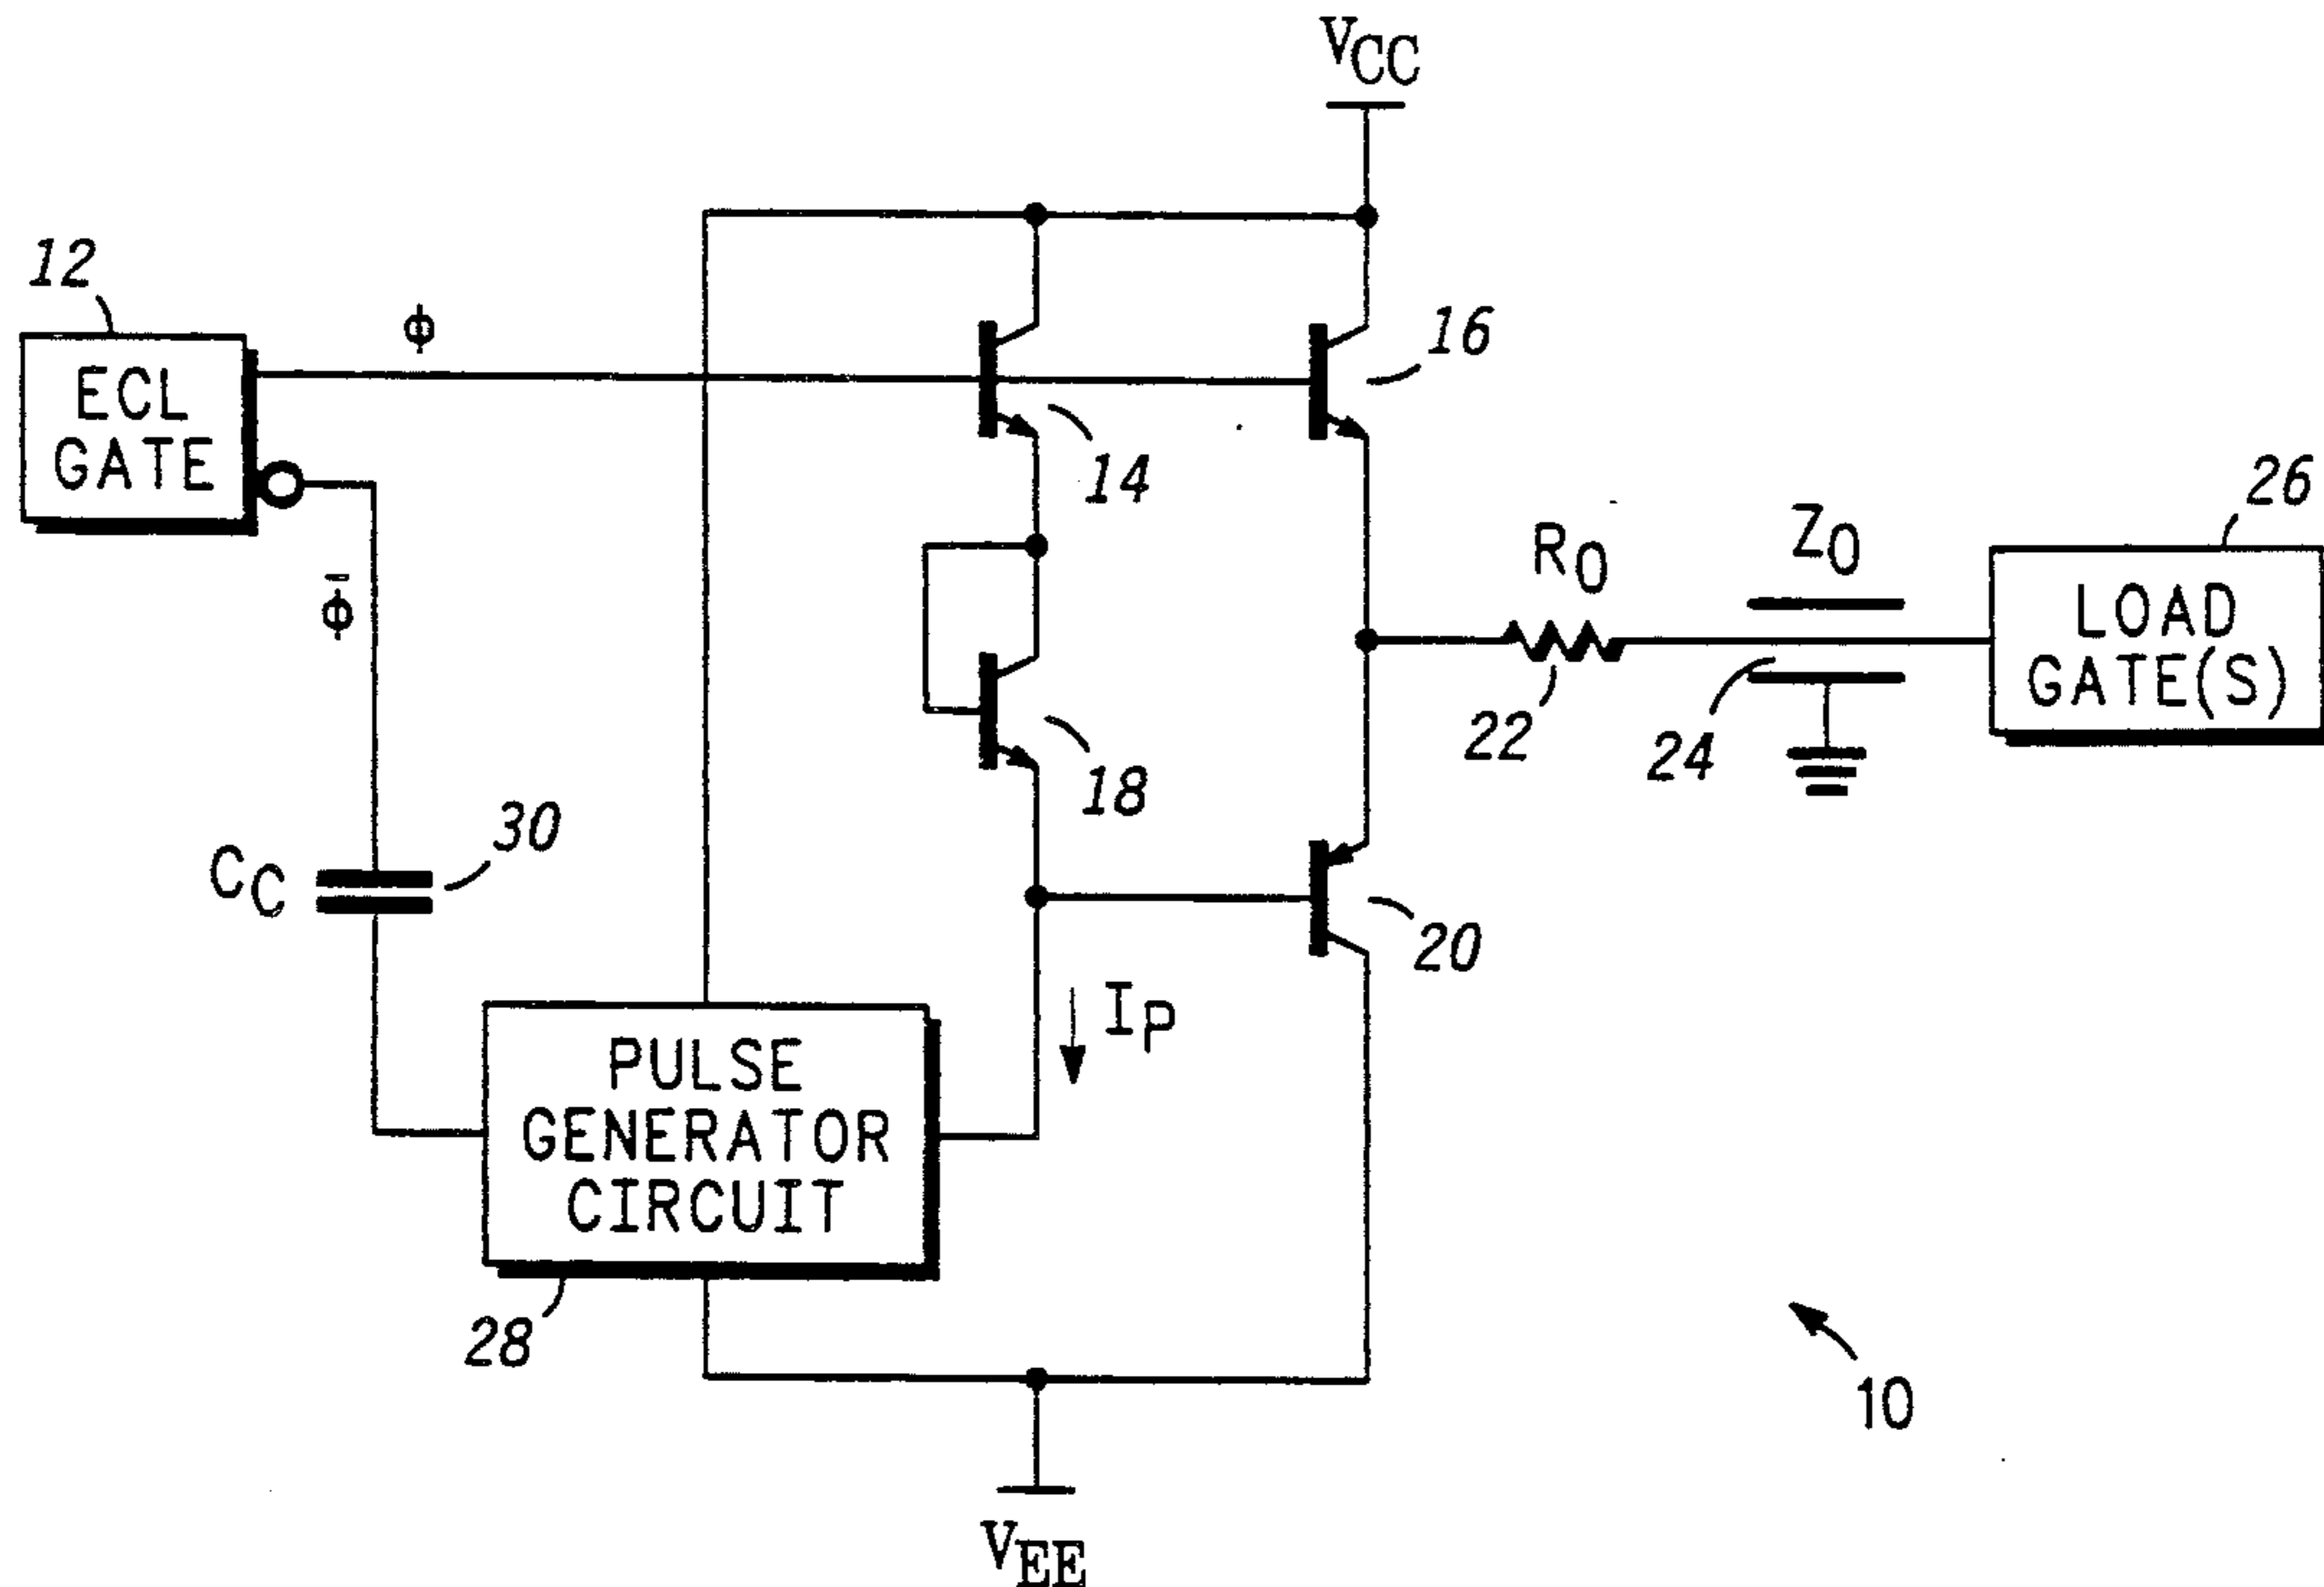 VCC
12
ϕ
16
ECL
GATE
14
26
RO
ZO
ϕ̄
LOAD
GATE(S)
22
24
18
30
CC
20
IP
PULSE
GENERATOR
CIRCUIT
28
10
VEE